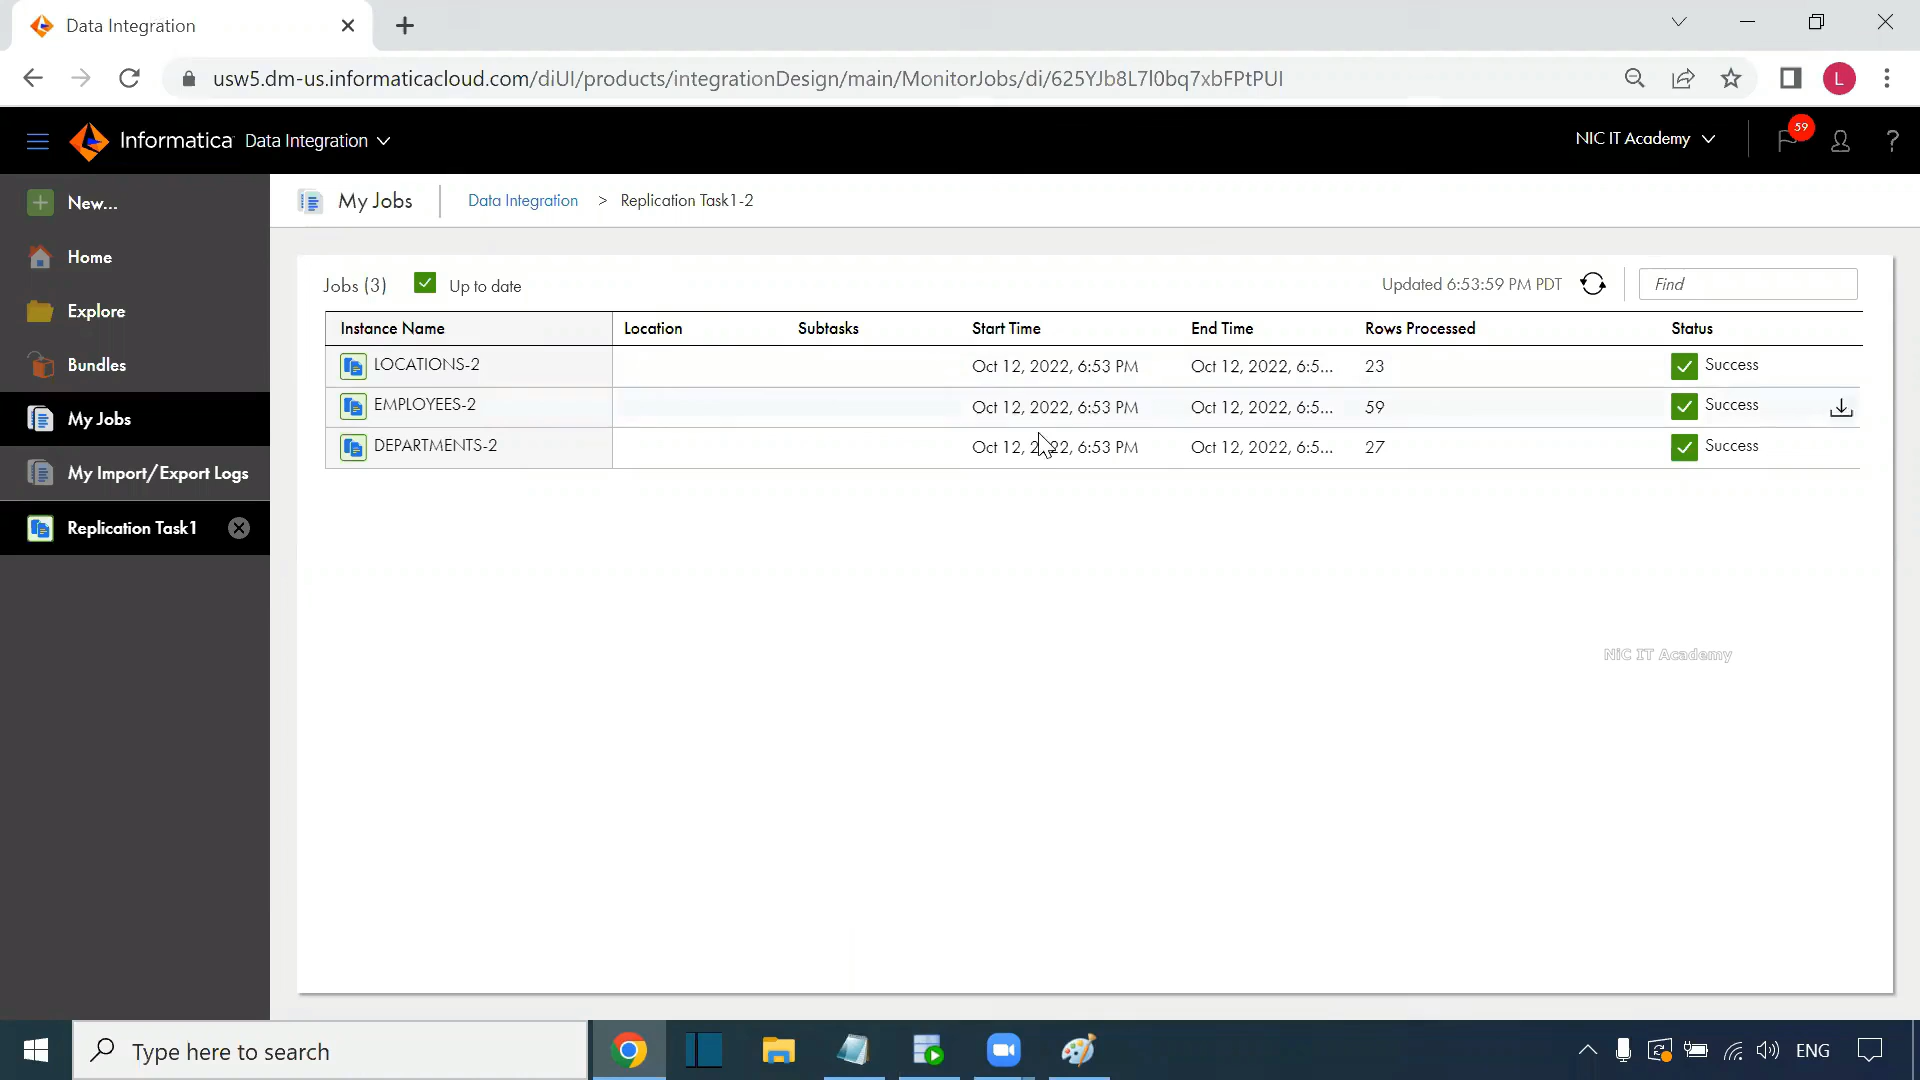 Data Integration
usw5.dm-us.informaticacloud.com/diUI/products/integrationDesign/main/MonitorJobs/di/625YJb8L7l0bq7xbFPtPUI
L
Informatica Data Integration
NIC IT Academy
59
?
New...
Home
Explore
Bundles
My Jobs
My Import/Export Logs
Replication Task1
My Jobs
Data Integration > Replication Task1-2
Jobs (3) Up to date
Updated 6:53:59 PM PDT
Find
Instance Name Location Subtasks Start Time End Time Rows Processed Status
LOCATIONS-2 Oct 12, 2022, 6:53 PM Oct 12, 2022, 6:5... 23 Success
EMPLOYEES-2 Oct 12, 2022, 6:53 PM Oct 12, 2022, 6:5... 59 Success
DEPARTMENTS-2 Oct 12, 2022, 6:53 PM Oct 12, 2022, 6:5... 27 Success
NiC IT Academy
Type here to search
ENG